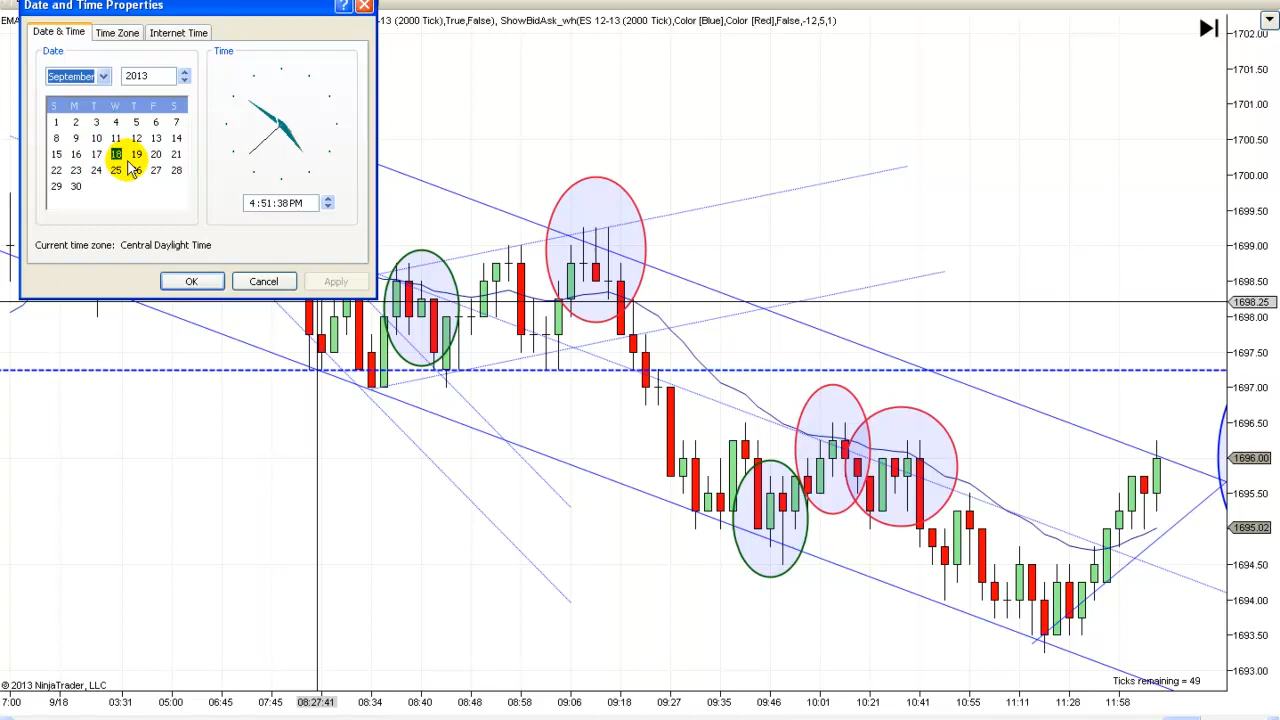 Date and Time Properties
EMA
(2000 Tick),True,False), ShowBidAsk_wh(ES 12-13 (2000 Tick),Color [Blue],Color [Red],False,-12,5,1)
Date & Time Time Zone Internet Time
Date
Time
September 2013
S M T W T F S
1 2 3 4 5 6 7
8 9 10 11 12 13 14
15 16 17 18 19 20 21
22 23 24 25 26 27 28
29 30
4:51:38 PM
Current time zone: Central Daylight Time
OK Cancel Apply
1702.00
1701.50
1701.00
1700.50
1700.00
1699.50
1699.00
1698.50
1698.25
1698.00
1697.50
1697.00
1696.50
1696.00
1695.50
1695.02
1694.50
1694.00
1693.50
1693.00
© 2013 NinjaTrader, LLC
Ticks remaining = 49
7:00 9/18 03:31 05:00 06:45 07:45 08:27:41 08:34 08:40 08:49 08:58 09:06 09:18 09:27 09:35 09:46 10:01 10:21 10:41 10:55 11:11 11:28 11:58